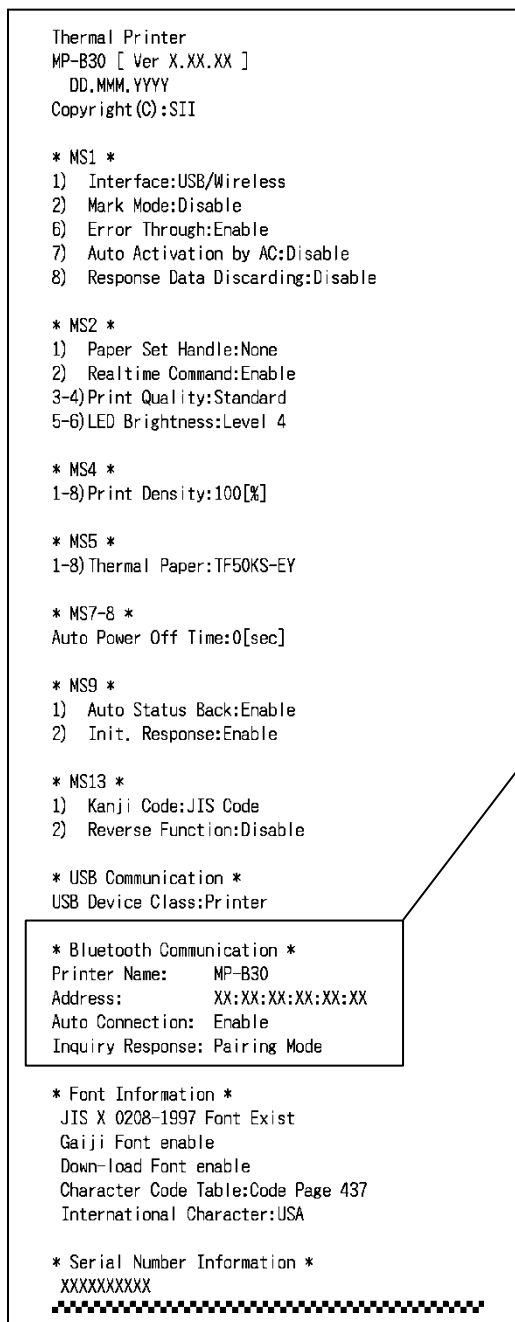 Thermal Printer
MP-B30 [ Ver X.XX.XX ]
DD.MMM.YYYY
Copyright(C):SII
* MS1 *
1) Interface:USB/Wireless
2) Mark Mode:Disable
6) Error Through:Enable
7) Auto Activation by AC:Disable
8) Response Data Discarding:Disable
* MS2 *
1) Paper Set Handle:None
2) Realtime Command:Enable
3-4)Print Quality:Standard
5-6)LED Brightness:Level 4
* MS4 *
1-8)Print Density:100[%]
* MS5 *
1-8)Thermal Paper:TF50KS-EY
* MS7-8 *
Auto Power Off Time:0[sec]
* MS9 *
1) Auto Status Back:Enable
2) Init. Response:Enable
* MS13 *
1) Kanji Code:JIS Code
2) Reverse Function:Disable
* USB Communication *
USB Device Class:Printer
* Bluetooth Communication *
Printer Name: MP-B30
Address: XX:XX:XX:XX:XX:XX
Auto Connection: Enable
Inquiry Response: Pairing Mode
* Font Information *
JIS X 0208-1997 Font Exist
Gaiji Font enable
Down-load Font enable
Character Code Table:Code Page 437
International Character:USA
* Serial Number Information *
XXXXXXXXXX